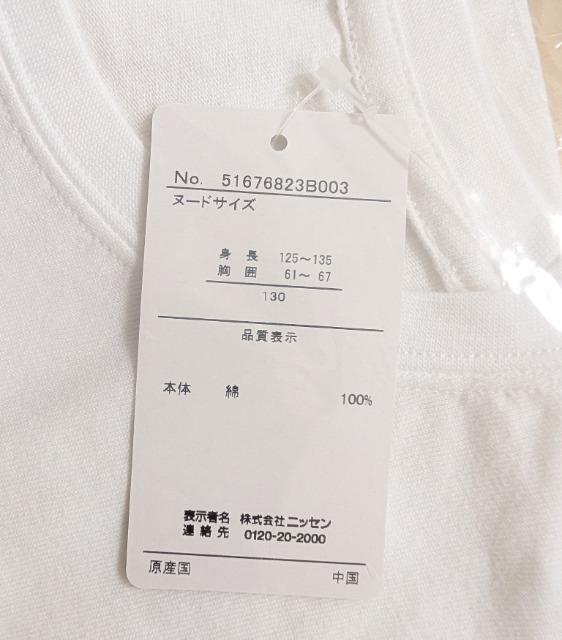 No. 51676823B003
ヌードサイズ
身長 125～135
胸囲 61～ 67
130
品質表示
本体 綿 100%
表示者名 株式会社ニッセン
連絡先 0120-20-2000
原産国 中国